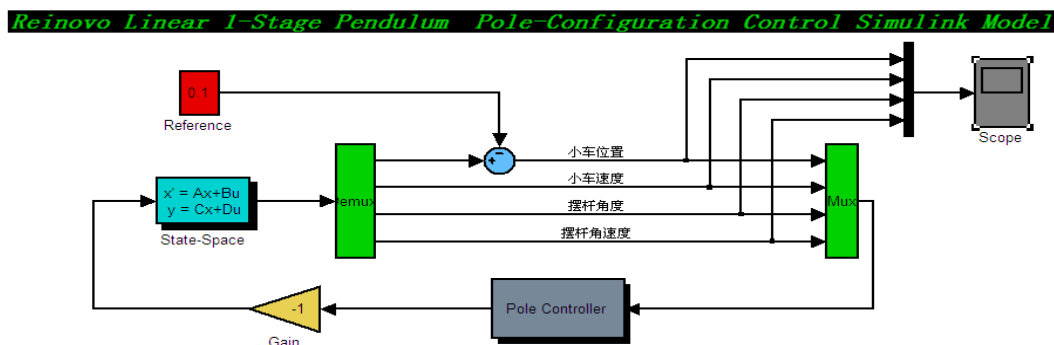 Reinovo Linear 1-Stage Pendulum Pole-Configuration Control Simulink Model
0.1
Reference
Scope
-
+
小车位置
小车速度
摆杆角度
摆杆角速度
x' = Ax+Bu
y = Cx+Du
State-Space
emux
Mux
-1
Gain
Pole Controller